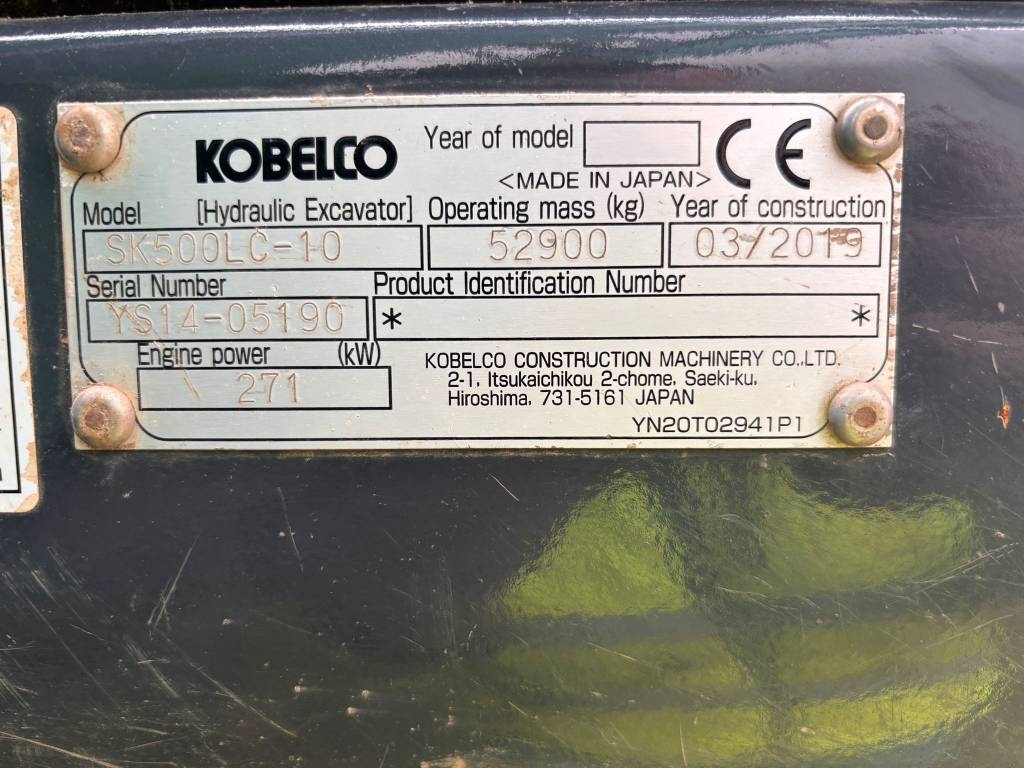 KOBELCO
Year of model
CE
<MADE IN JAPAN>
Model [Hydraulic Excavator] Operating mass (kg) Year of construction
SK500LC-10 52900 03/2019
Serial Number Product Identification Number
YS14-05190 * *
Engine power (kW)
271
KOBELCO CONSTRUCTION MACHINERY CO.,LTD.
2-1, Itsukaichikou 2-chome, Saeki-ku,
Hiroshima, 731-5161 JAPAN
YN20T02941P1